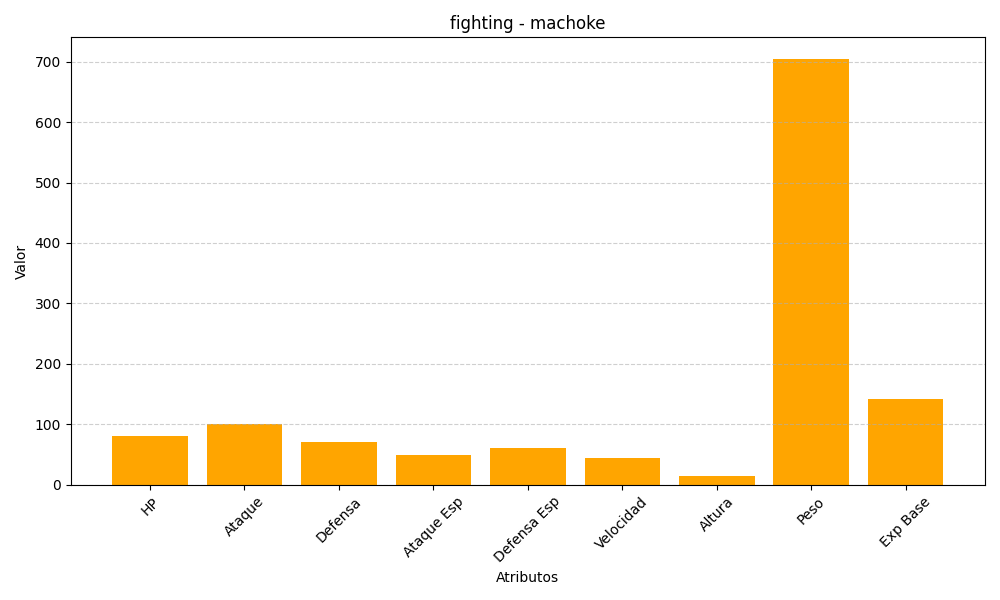 fighting - machoke
Valor
700
600
500
400
300
200
100
0
HP
Ataque
Defensa
Ataque Esp
Defensa Esp
Velocidad
Altura
Peso
Exp Base
Atributos